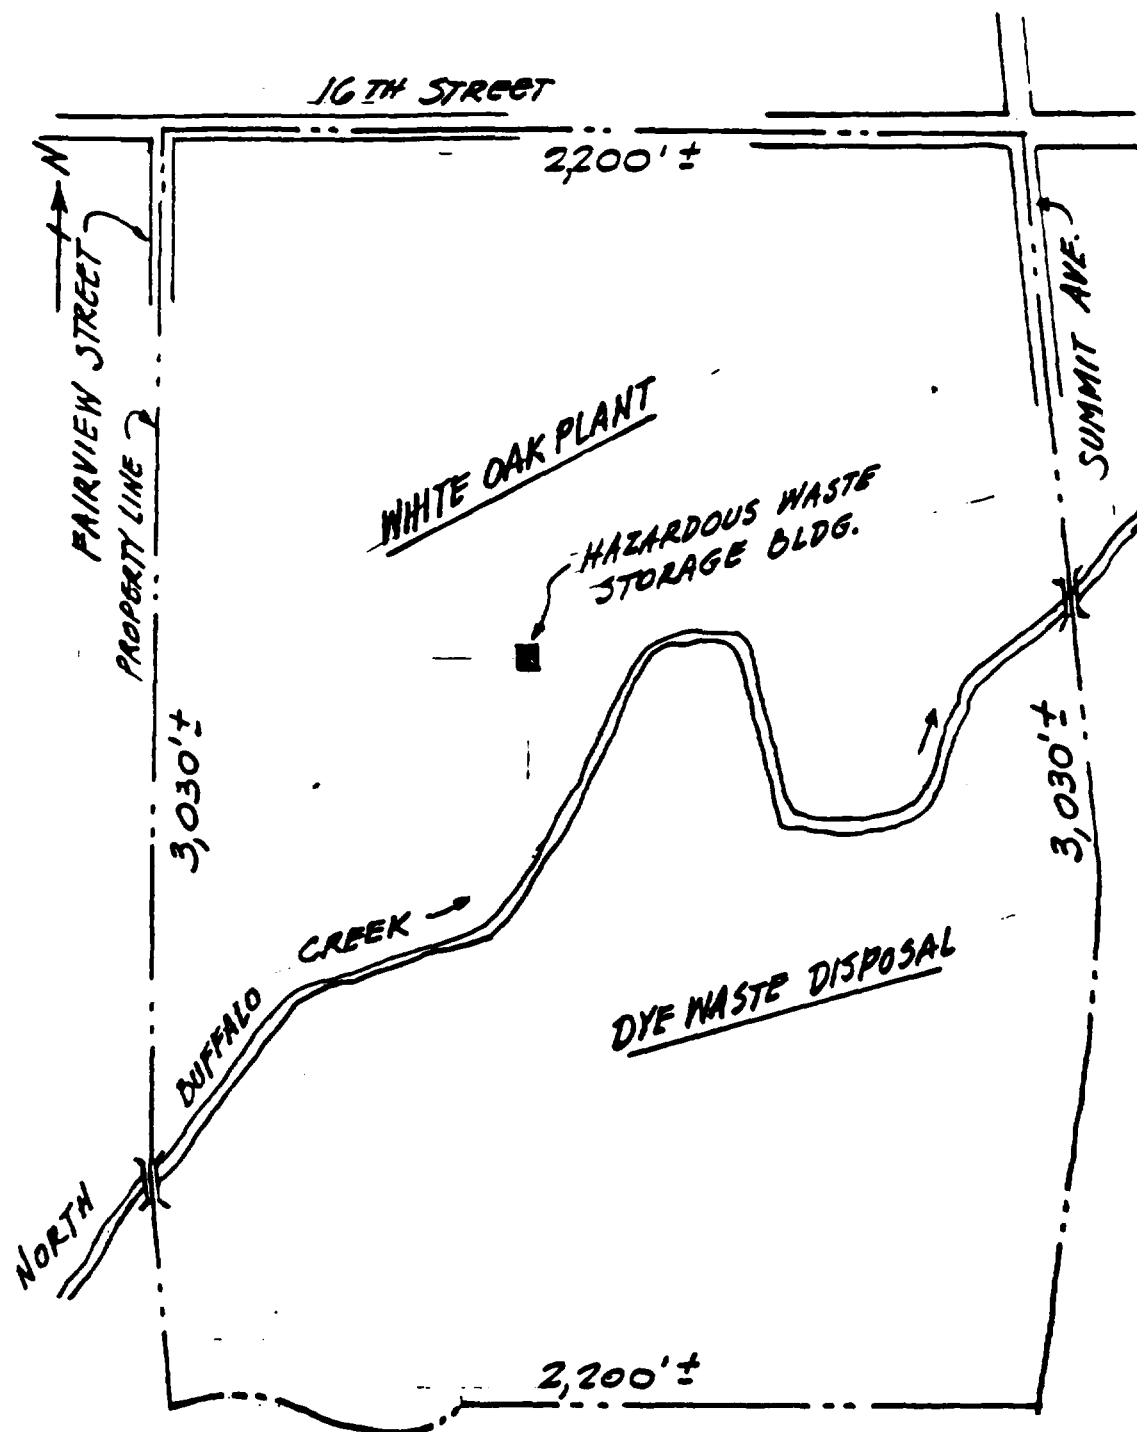 16TH STREET
2,200'±
N
FAIRVIEW STREET
PROPERTY LINE
SUMMIT AVE.
WHITE OAK PLANT
HAZARDOUS WASTE
STORAGE BLDG.
3,030'±
3,030'±
NORTH BUFFALO CREEK
DYE WASTE DISPOSAL
2,200'±